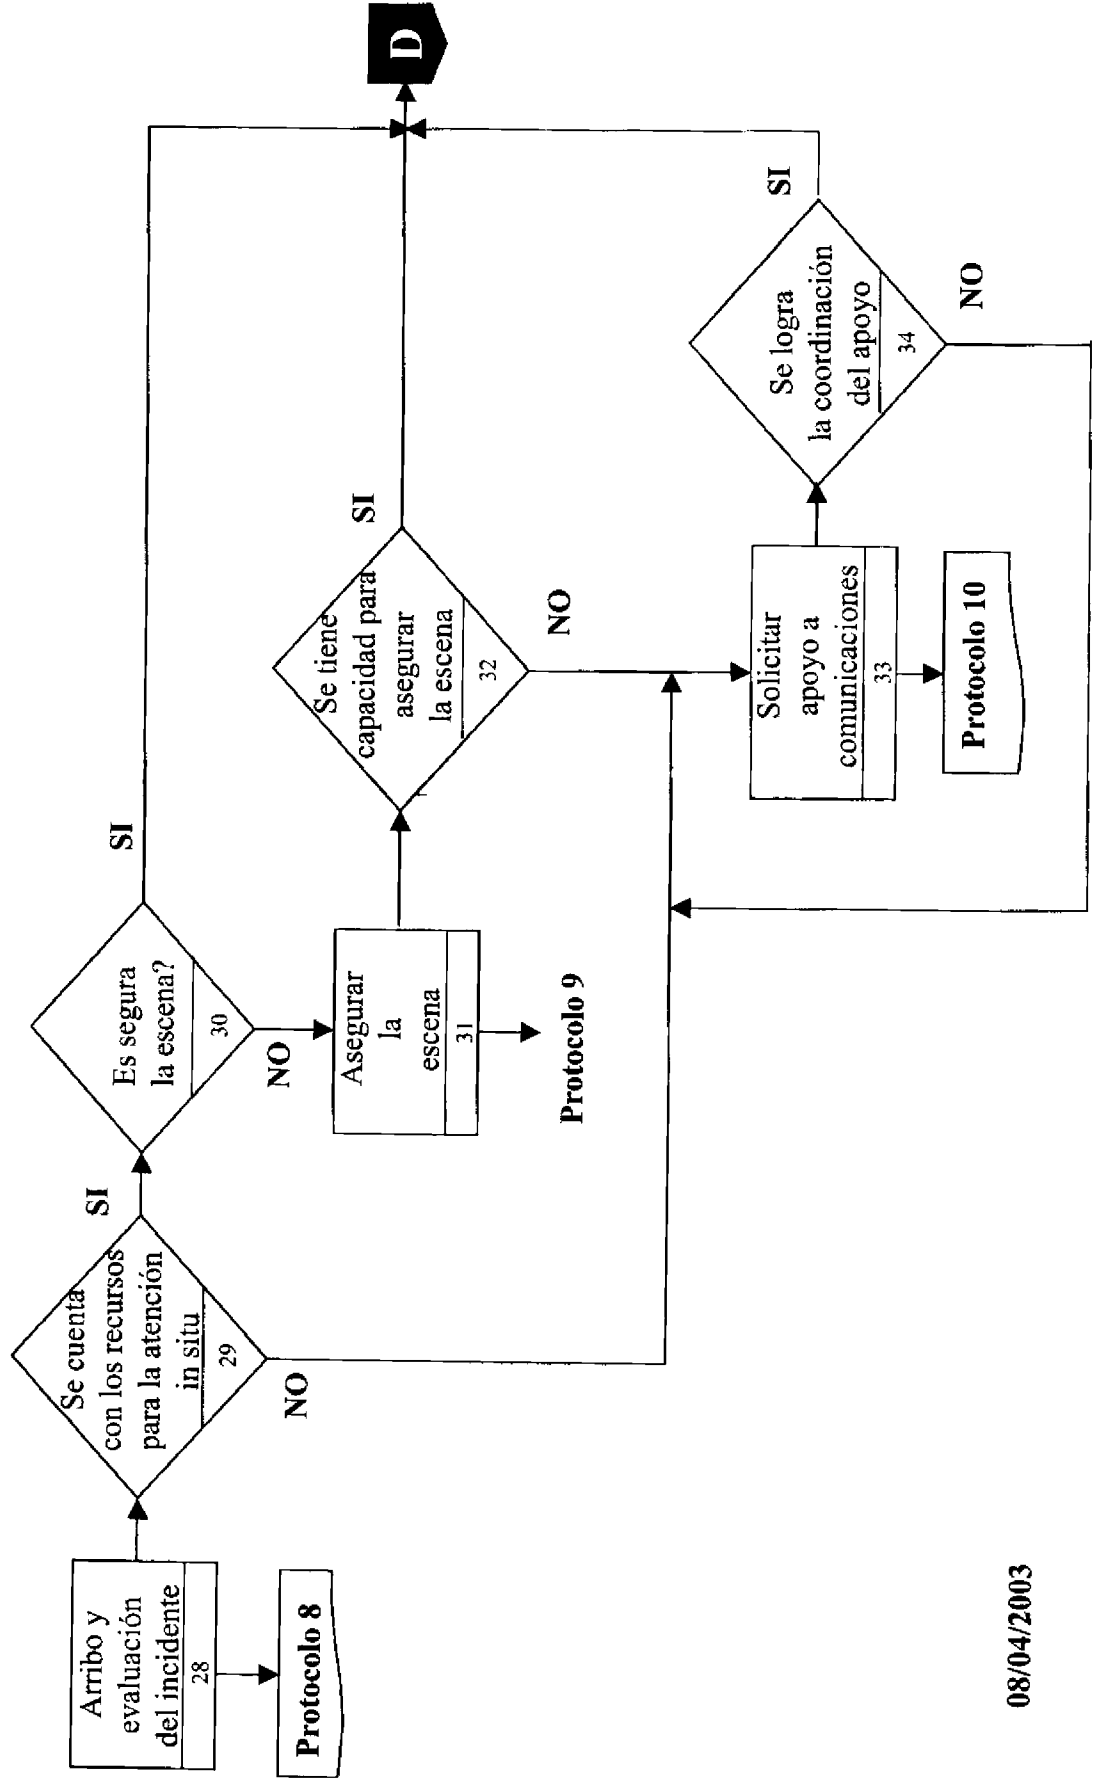 Arribo y
evaluación
del incidente
28
Protocolo 8
Se cuenta
con los recursos
para la atención
in situ
29
SI
NO
Es segura
la escena?
30
SI
NO
Asegurar
la
escena
31
Protocolo 9
Se tiene
capacidad para
asegurar
la escena
32
SI
NO
Solicitar
apoyo a
comunicaciones
33
Protocolo 10
Se logra
la coordinación
del apoyo
34
SI
NO
D
08/04/2003